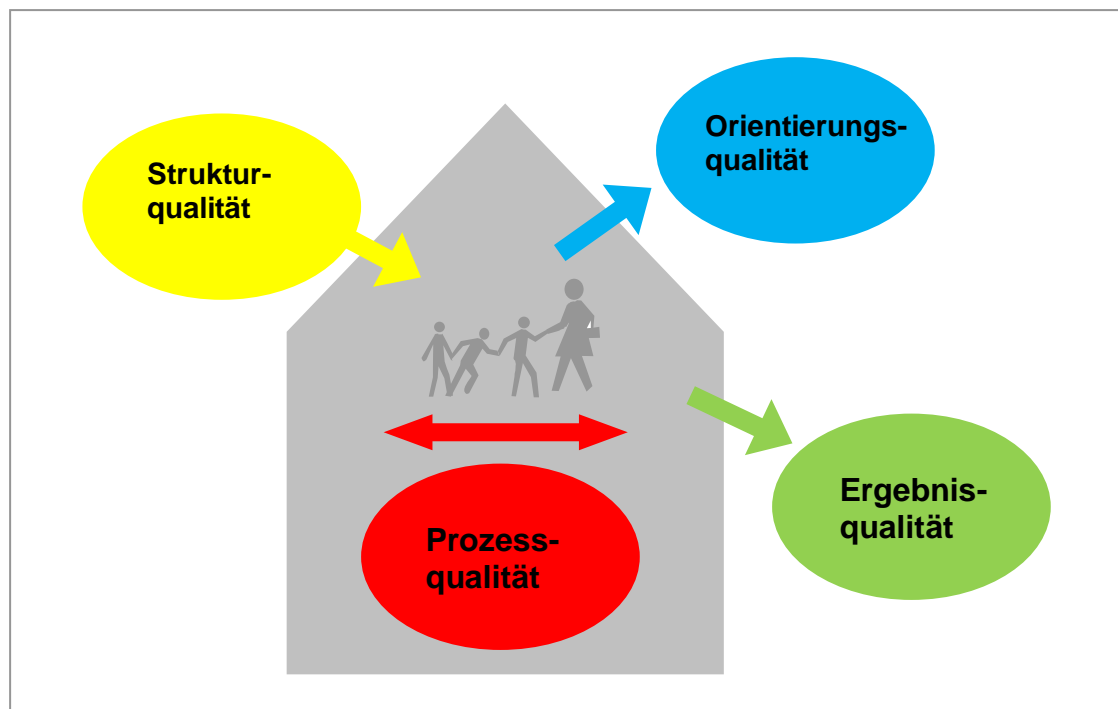 Struktur-
qualität
Orientierungs-
qualität
Prozess-
qualität
Ergebnis-
qualität